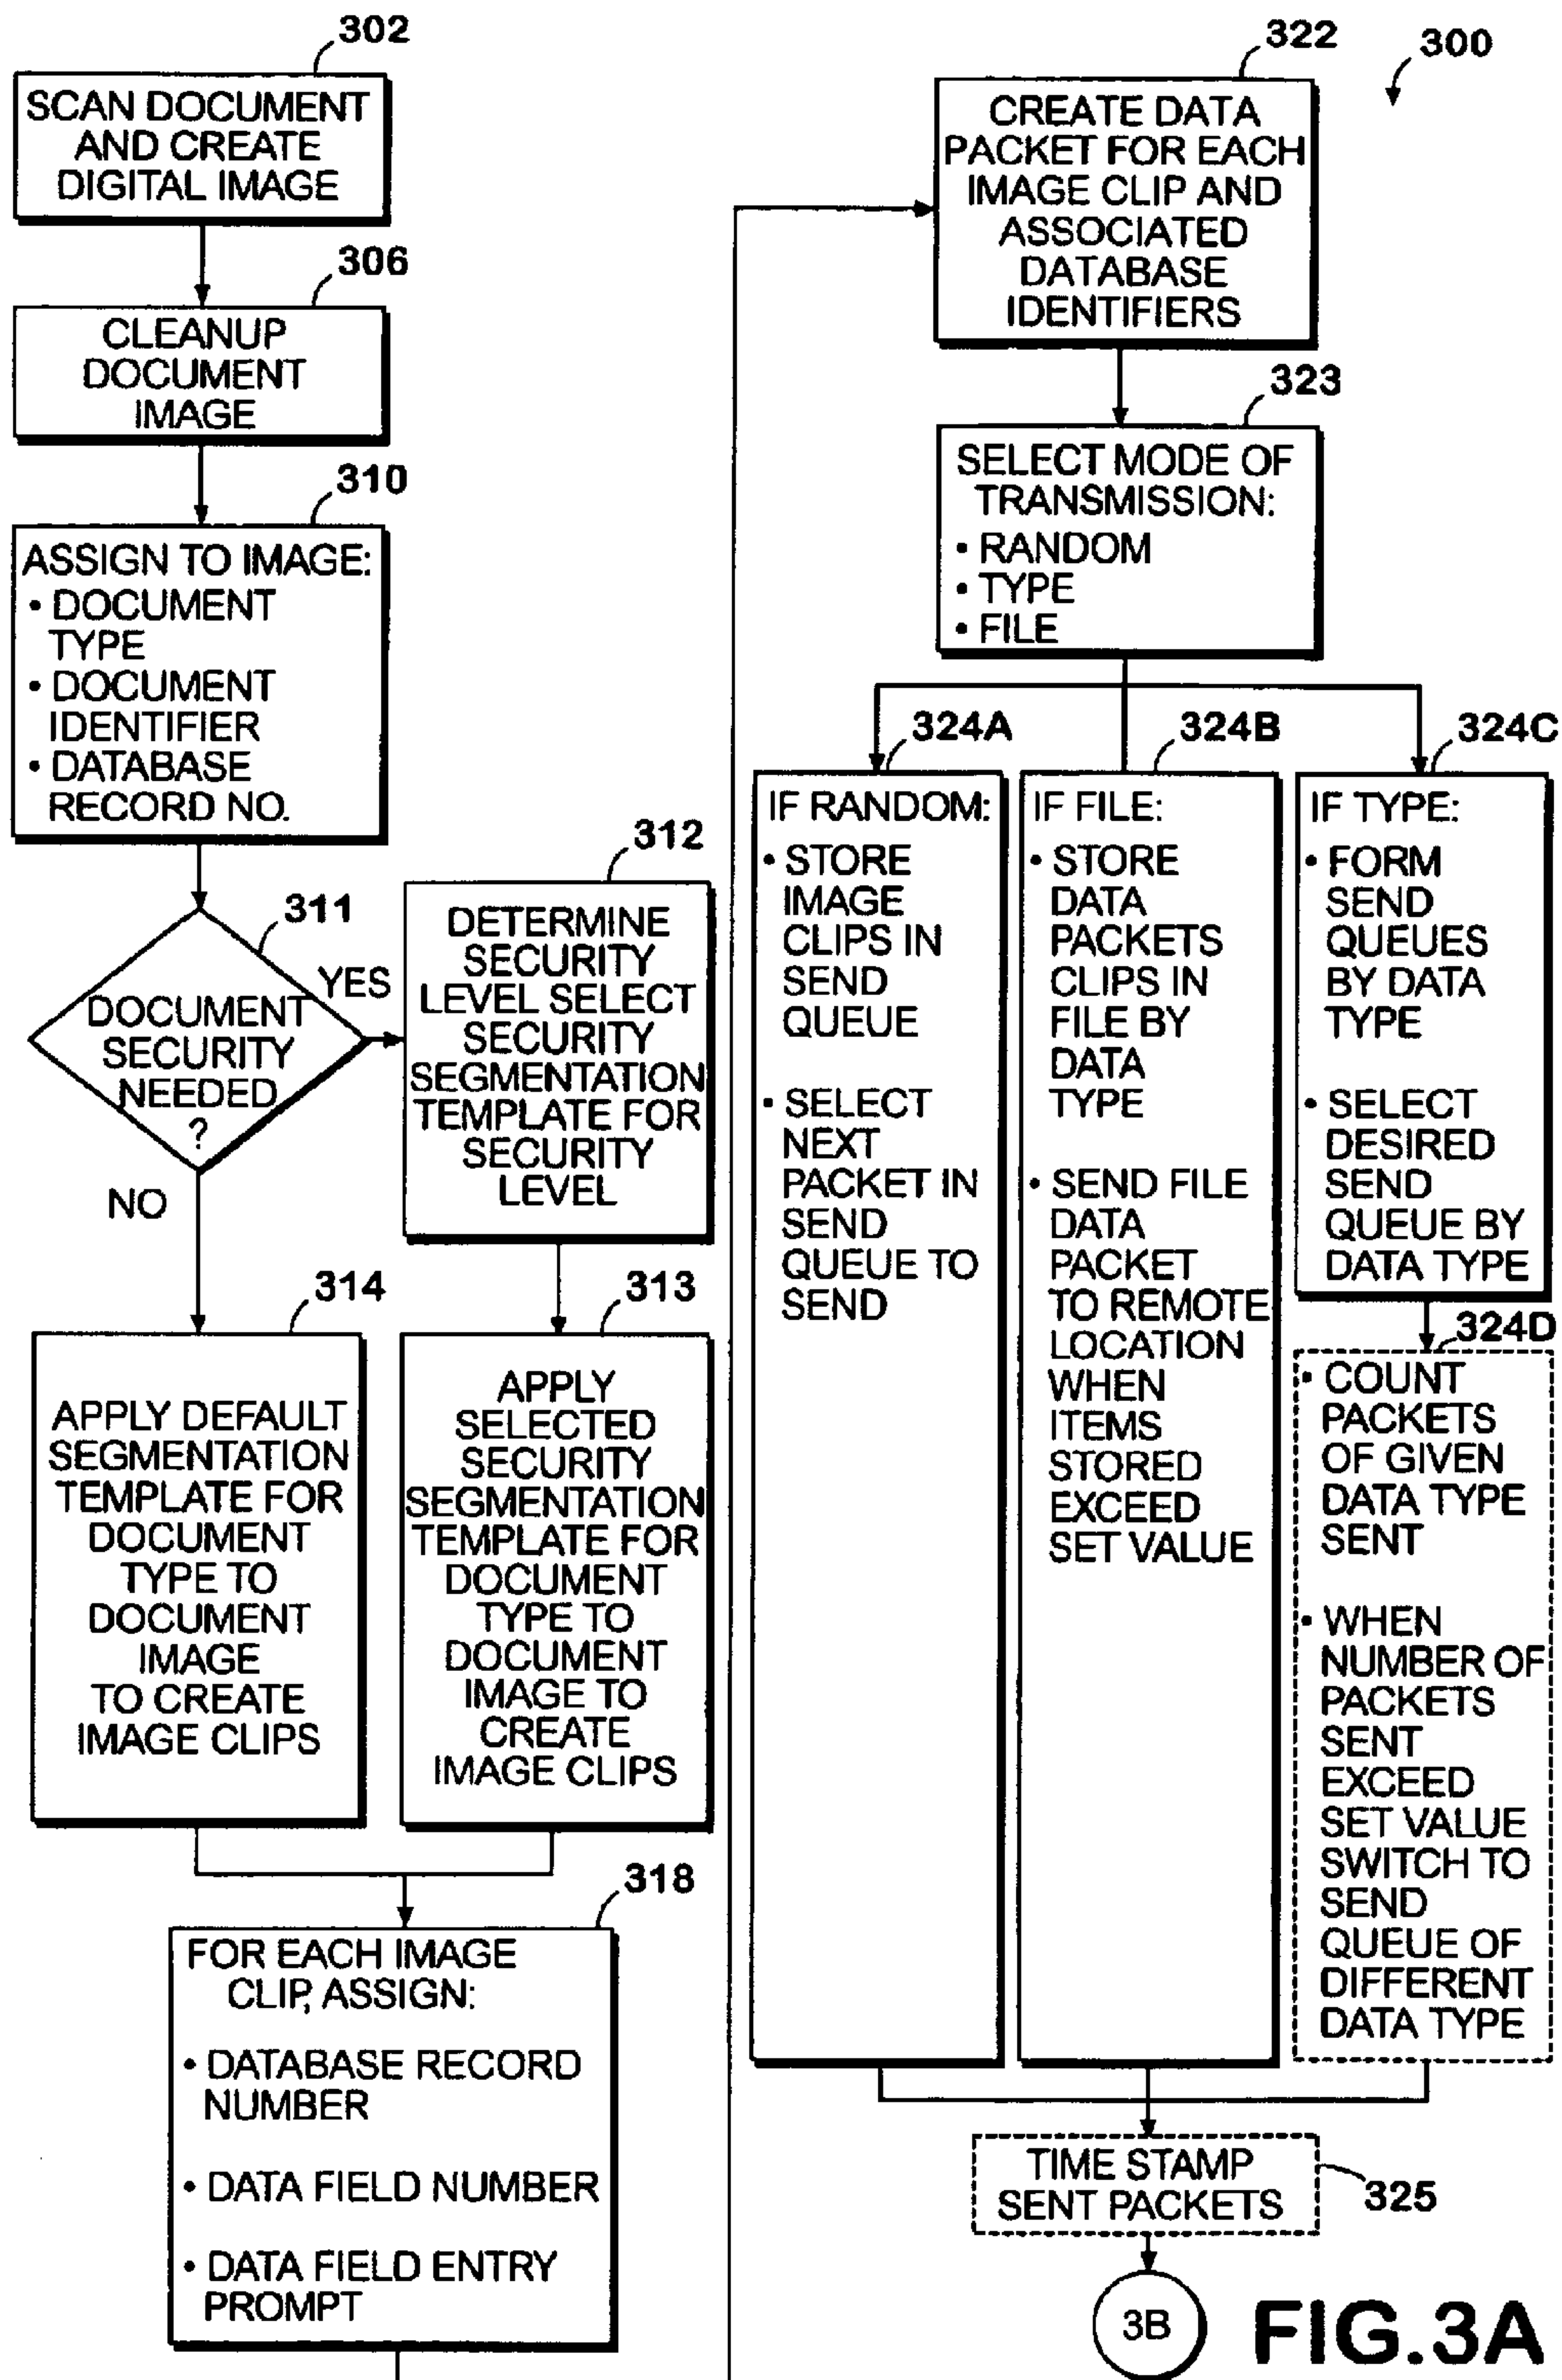 302
SCAN DOCUMENT
AND CREATE
DIGITAL IMAGE
306
CLEANUP
DOCUMENT
IMAGE
310
ASSIGN TO IMAGE:
• DOCUMENT
TYPE
• DOCUMENT
IDENTIFIER
• DATABASE
RECORD NO.
311
DOCUMENT
SECURITY
NEEDED
?
YES
NO
312
DETERMINE
SECURITY
LEVEL SELECT
SECURITY
SEGMENTATION
TEMPLATE FOR
SECURITY
LEVEL
314
APPLY DEFAULT
SEGMENTATION
TEMPLATE FOR
DOCUMENT
TYPE TO
DOCUMENT
IMAGE
TO CREATE
IMAGE CLIPS
313
APPLY
SELECTED
SECURITY
SEGMENTATION
TEMPLATE FOR
DOCUMENT
TYPE TO
DOCUMENT
IMAGE TO
CREATE
IMAGE CLIPS
318
FOR EACH IMAGE
CLIP, ASSIGN:
• DATABASE RECORD
NUMBER
• DATA FIELD NUMBER
• DATA FIELD ENTRY
PROMPT
300
322
CREATE DATA
PACKET FOR EACH
IMAGE CLIP AND
ASSOCIATED
DATABASE
IDENTIFIERS
323
SELECT MODE OF
TRANSMISSION:
• RANDOM
• TYPE
• FILE
324A
IF RANDOM:
• STORE
IMAGE
CLIPS IN
SEND
QUEUE
• SELECT
NEXT
PACKET IN
SEND
QUEUE TO
SEND
324B
IF FILE:
• STORE
DATA
PACKETS
CLIPS IN
FILE BY
DATA
TYPE
• SEND FILE
DATA
PACKET
TO REMOTE
LOCATION
WHEN
ITEMS
STORED
EXCEED
SET VALUE
324C
IF TYPE:
• FORM
SEND
QUEUES
BY DATA
TYPE
• SELECT
DESIRED
SEND
QUEUE BY
DATA TYPE
324D
• COUNT
PACKETS
OF GIVEN
DATA TYPE
SENT
• WHEN
NUMBER OF
PACKETS
SENT
EXCEED
SET VALUE
SWITCH TO
SEND
QUEUE OF
DIFFERENT
DATA TYPE
TIME STAMP
SENT PACKETS
325
3B
FIG.3A